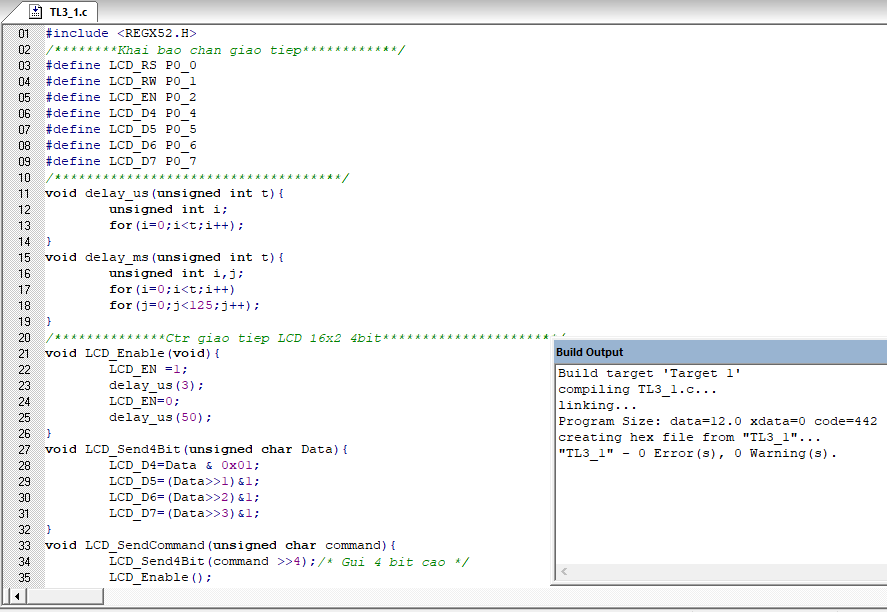 TL3_1.c
01 #include <REGX52.H>
02 /********Khai bao chan giao tiep************/
03 #define LCD_RS P0_0
04 #define LCD_RW P0_1
05 #define LCD_EN P0_2
06 #define LCD_D4 P0_4
07 #define LCD_D5 P0_5
08 #define LCD_D6 P0_6
09 #define LCD_D7 P0_7
10 /************************************/
11 void delay_us(unsigned int t){
12 unsigned int i;
13 for(i=0;i<t;i++);
14 }
15 void delay_ms(unsigned int t){
16 unsigned int i,j;
17 for(i=0;i<t;i++)
18 for(j=0;j<125;j++);
19 }
20 /**************Ctr giao tiep LCD 16x2 4bit**********************/
21 void LCD_Enable(void){
22 LCD_EN =1;
23 delay_us(3);
24 LCD_EN=0;
25 delay_us(50);
26 }
27 void LCD_Send4Bit(unsigned char Data){
28 LCD_D4=Data & 0x01;
29 LCD_D5=(Data>>1)&1;
30 LCD_D6=(Data>>2)&1;
31 LCD_D7=(Data>>3)&1;
32 }
33 void LCD_SendCommand(unsigned char command){
34 LCD_Send4Bit(command >>4);/* Gui 4 bit cao */
35 LCD_Enable();
Build Output
Build target 'Target 1'
compiling TL3_1.c...
linking...
Program Size: data=12.0 xdata=0 code=442
creating hex file from "TL3_1"...
"TL3_1" - 0 Error(s), 0 Warning(s).